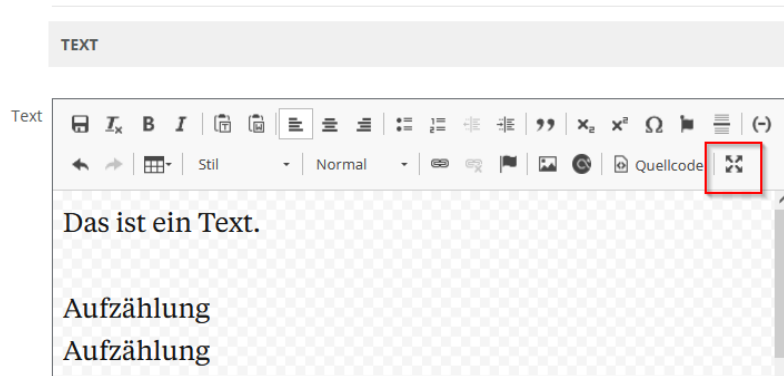 TEXT
Text
Stil
Normal
Quellcode
Das ist ein Text.
Aufzählung
Aufzählung